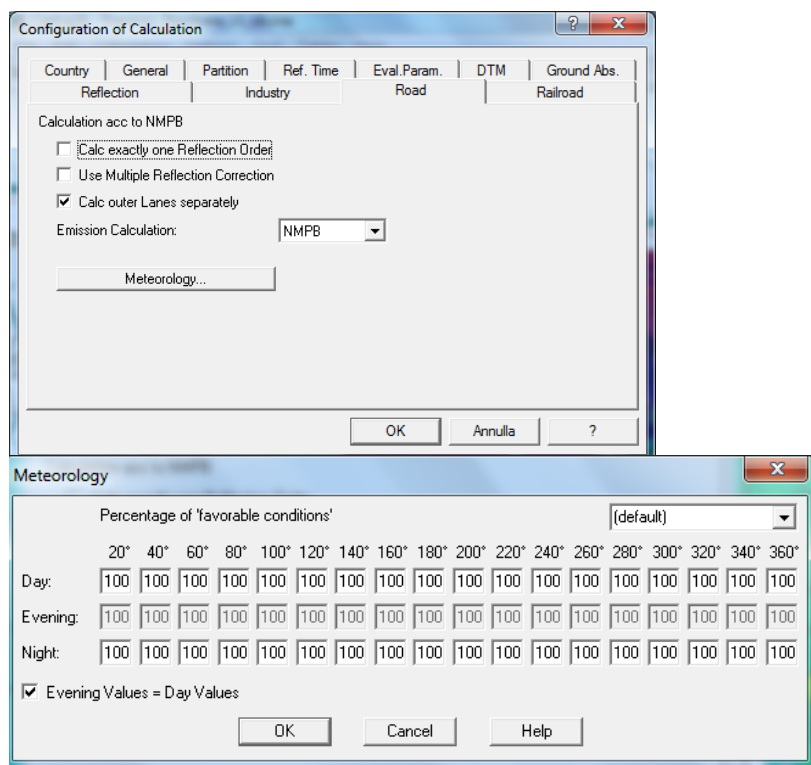 Configuration of Calculation
? X
Country General Partition Ref. Time Eval.Param. DTM Ground Abs.
Reflection Industry Road Railroad
Calculation acc to NMPB
Calc exactly one Reflection Order
Use Multiple Reflection Correction
Calc outer Lanes separately
Emission Calculation: NMPB
Meteorology...
OK Annulla ?
Meteorology
X
Percentage of 'favorable conditions' (default)
20° 40° 60° 80° 100° 120° 140° 160° 180° 200° 220° 240° 260° 280° 300° 320° 340° 360°
Day: 100 100 100 100 100 100 100 100 100 100 100 100 100 100 100 100 100 100
Evening: 100 100 100 100 100 100 100 100 100 100 100 100 100 100 100 100 100 100
Night: 100 100 100 100 100 100 100 100 100 100 100 100 100 100 100 100 100 100
Evening Values = Day Values
OK Cancel Help